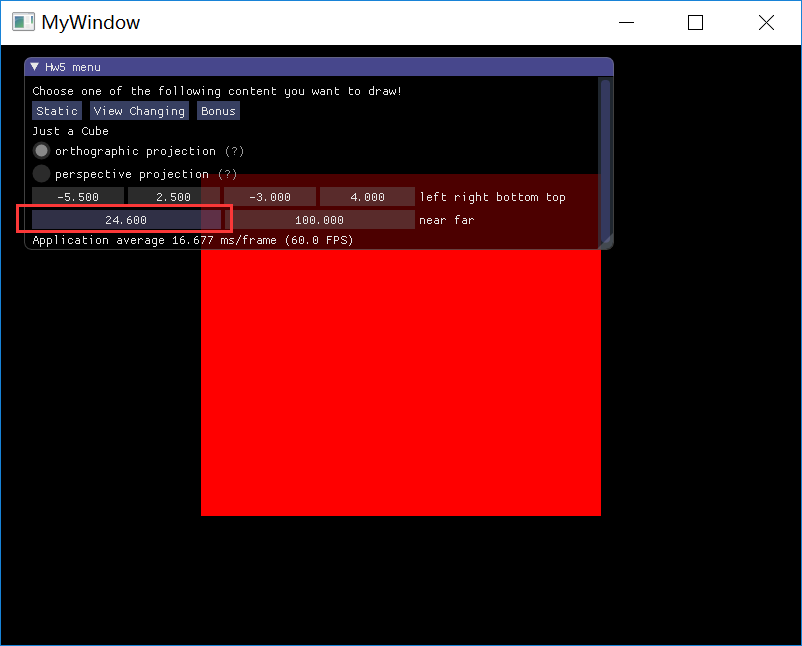 MyWindow
Hw5 menu
Choose one of the following content you want to draw!
Static View Changing Bonus
Just a Cube
orthographic projection (?)
perspective projection (?)
-5.500 2.500 -3.000 4.000 left right bottom top
24.600 100.000 near far
Application average 16.677 ms/frame (60.0 FPS)